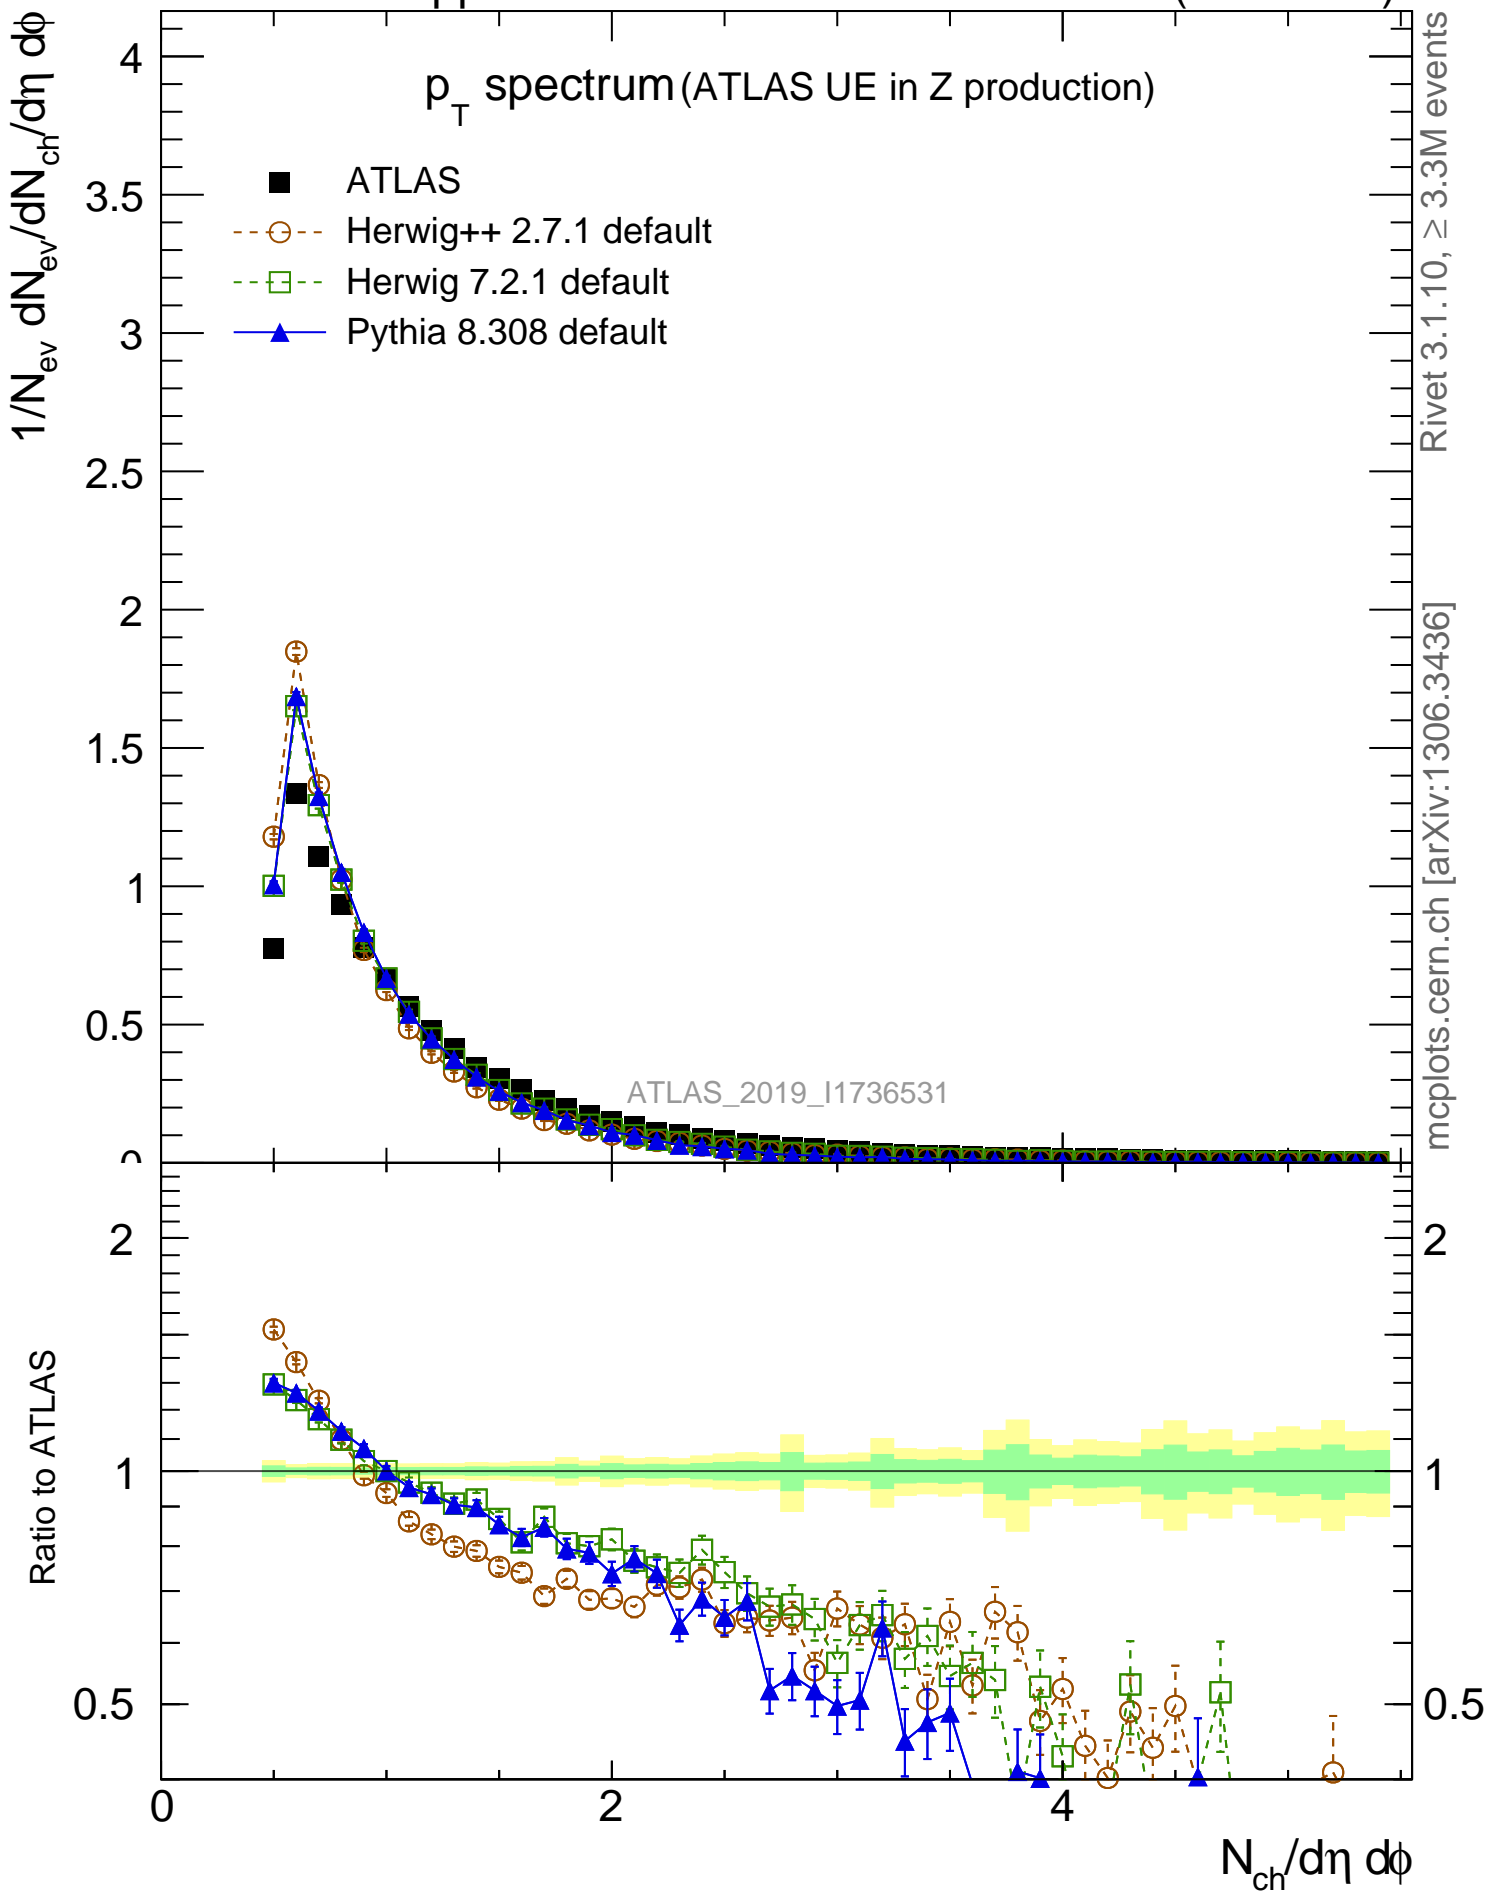 pp ( )
p_T spectrum (ATLAS UE in Z production)
ATLAS
Herwig++ 2.7.1 default
Herwig 7.2.1 default
Pythia 8.308 default
1/N_ev dN_ev/dN_ch/dη dϕ
4
3.5
3
2.5
2
1.5
1
0.5
0
ATLAS_2019_I1736531
Rivet 3.1.10, ≥ 3.3M events
mcplots.cern.ch [arXiv:1306.3436]
Ratio to ATLAS
2
1
0.5
2
1
0.5
0
2
4
N_ch/dη dϕ